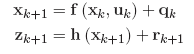 x_{k+1} = f (x_k, u_k) + q_k
z_{k+1} = h (x_{k+1}) + r_{k+1}